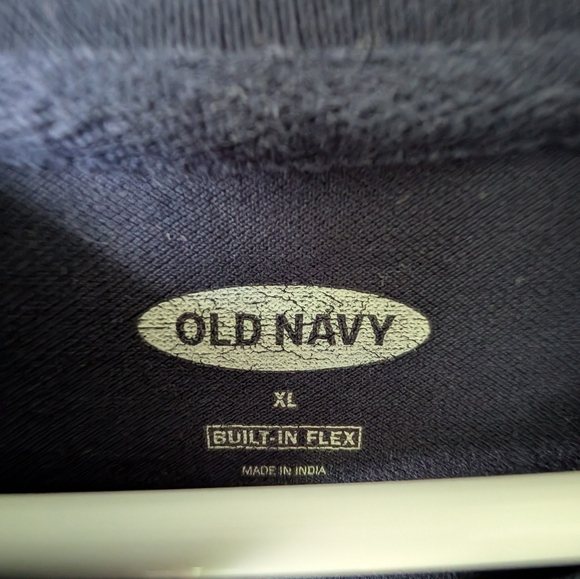 OLD NAVY
XL
BUILT-IN FLEX
MADE IN INDIA